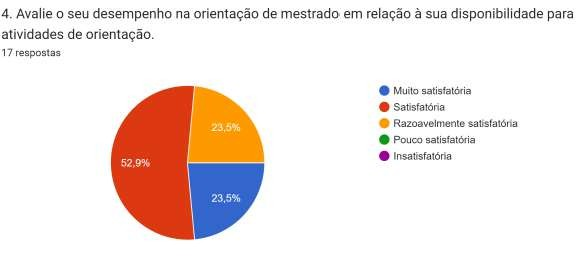 4. Avalie o seu desempenho na orientação de mestrado em relação à sua disponibilidade para
atividades de orientação.
17 respostas
23,5%
52,9%
23,5%
Muito satisfatória
Satisfatória
Razoavelmente satisfatória
Pouco satisfatória
Insatisfatória